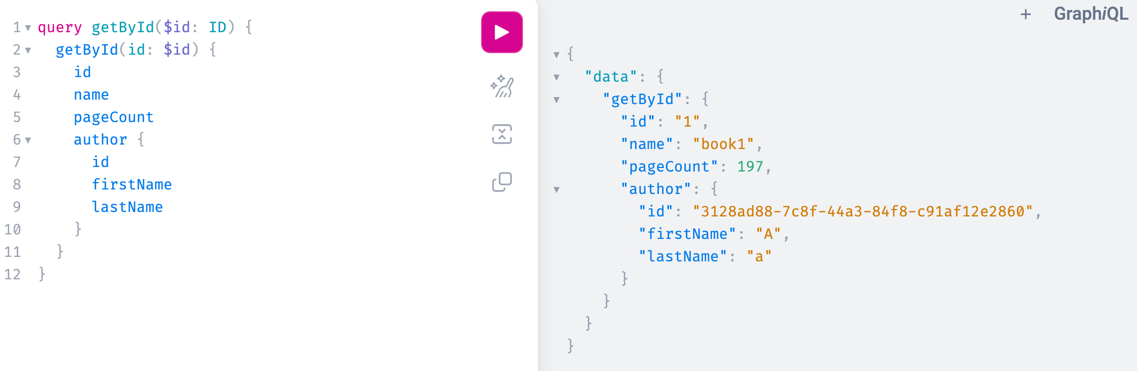 1 query getById($id: ID) {
2 getById(id: $id) {
3 id
4 name
5 pageCount
6 author {
7 id
8 firstName
9 lastName
10 }
11 }
12 }
+ GraphiQL
{
"data": {
"getById": {
"id": "1",
"name": "book1",
"pageCount": 197,
"author": {
"id": "3128ad88-7c8f-44a3-84f8-c91af12e2860",
"firstName": "A",
"lastName": "a"
}
}
}
}